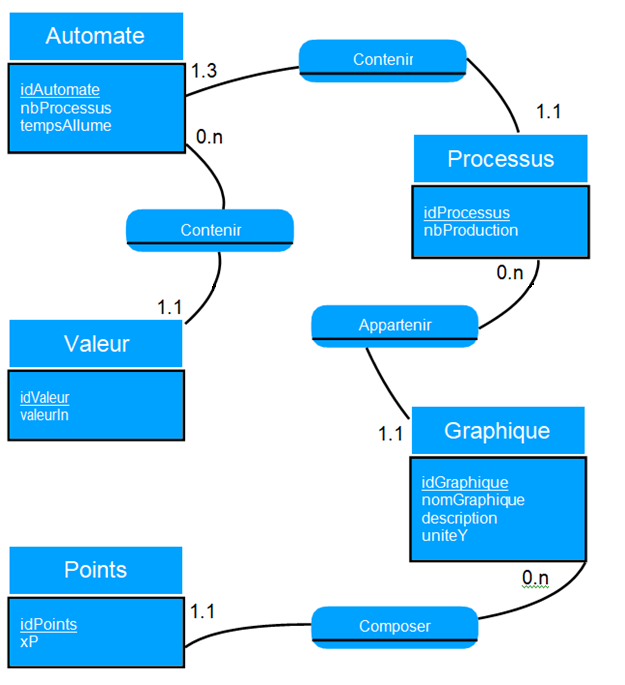 Automate
idAutomate
nbProcessus
tempsAllume
1.3
Contenir
1.1
Processus
idProcessus
nbProduction
0.n
Contenir
1.1
Valeur
idValeur
valeurIn
0.n
Appartenir
1.1
Graphique
idGraphique
nomGraphique
description
uniteY
0.n
Composer
1.1
Points
idPoints
xP